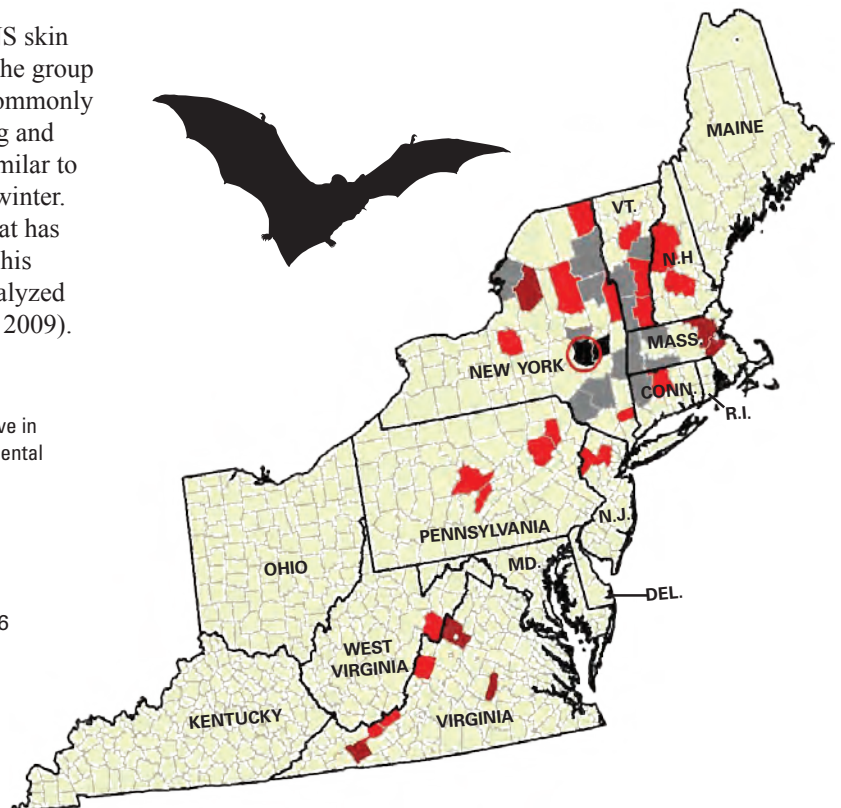 NS skin
he group
ommonly
g and
milar to
winter.
at has
his
alyzed
2009).
ve in
ental
6
MAINE
VT.
N.H
MASS.
NEW YORK
CONN.
R.I.
PENNSYLVANIA
N.J.
OHIO
MD.
DEL.
WEST
VIRGINIA
KENTUCKY
VIRGINIA